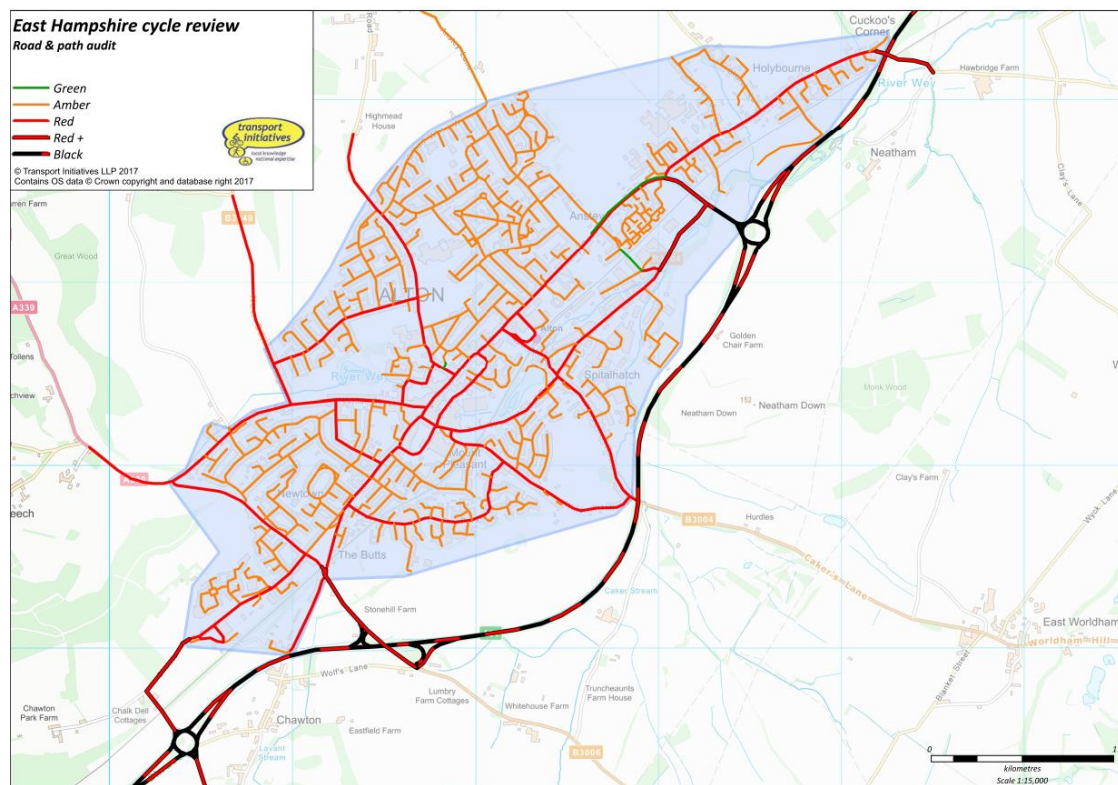 East Hampshire cycle review
Road & path audit
Green
Amber
Red
Red +
Black
transport
initiatives
local knowledge
national expertise
© Transport Initiatives LLP 2017
Contains OS data © Crown copyright and database right 2017
Road
Cuckoo's
Corner
Holybourne
Hawbridge Farm
River Wey
Highmead
House
Neatham
Clay's Lane
Great Wood
Anstey
A339
ALTON
Alton
Golden
Chair Farm
River Wey
Spitalhatch
Monk Wood
152
Neatham Down
Neatham Down
Mount
Pleasant
Clay's Farm
Newtown
Wyck Lane
B3004
Hurdles
The Butts
Caker's Lane
Caker Stream
Stonehill Farm
East Worldham
Worldham Hill
Wolf's Lane
Blanket Street
Lumbry
Farm Cottages
Truncheaunts
Farm House
Whitehouse Farm
Chawton
Park Farm
Chalk Dell
Cottages
Chawton
Eastfield Farm
Lavant
Stream
B3006
0
1
kilometres
Scale 1:15,000